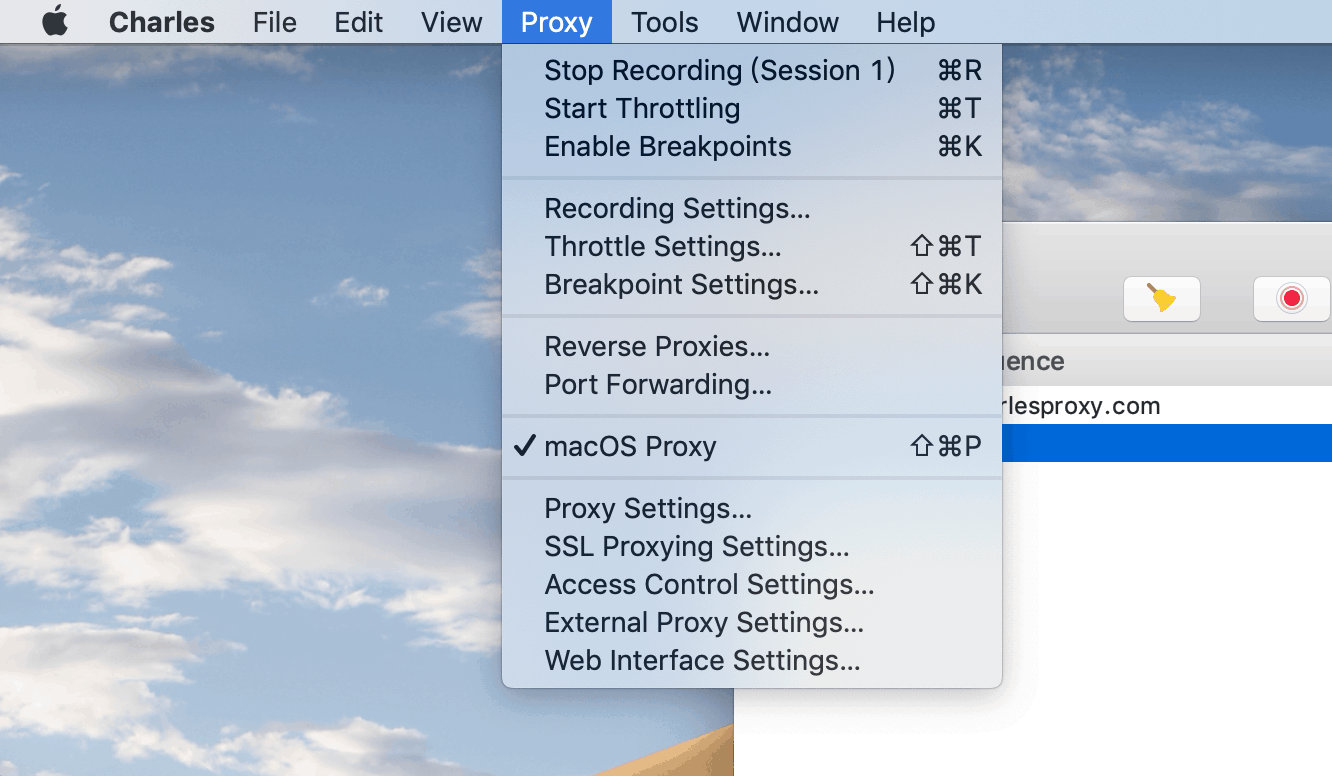 Charles File Edit View Proxy Tools Window Help
Stop Recording (Session 1) ⌘R
Start Throttling ⌘T
Enable Breakpoints ⌘K
Recording Settings...
Throttle Settings... ⇧⌘T
Breakpoint Settings... ⇧⌘K
Reverse Proxies...
Port Forwarding...
✓ macOS Proxy ⇧⌘P
Proxy Settings...
SSL Proxying Settings...
Access Control Settings...
External Proxy Settings...
Web Interface Settings...
uence
rlesproxy.com